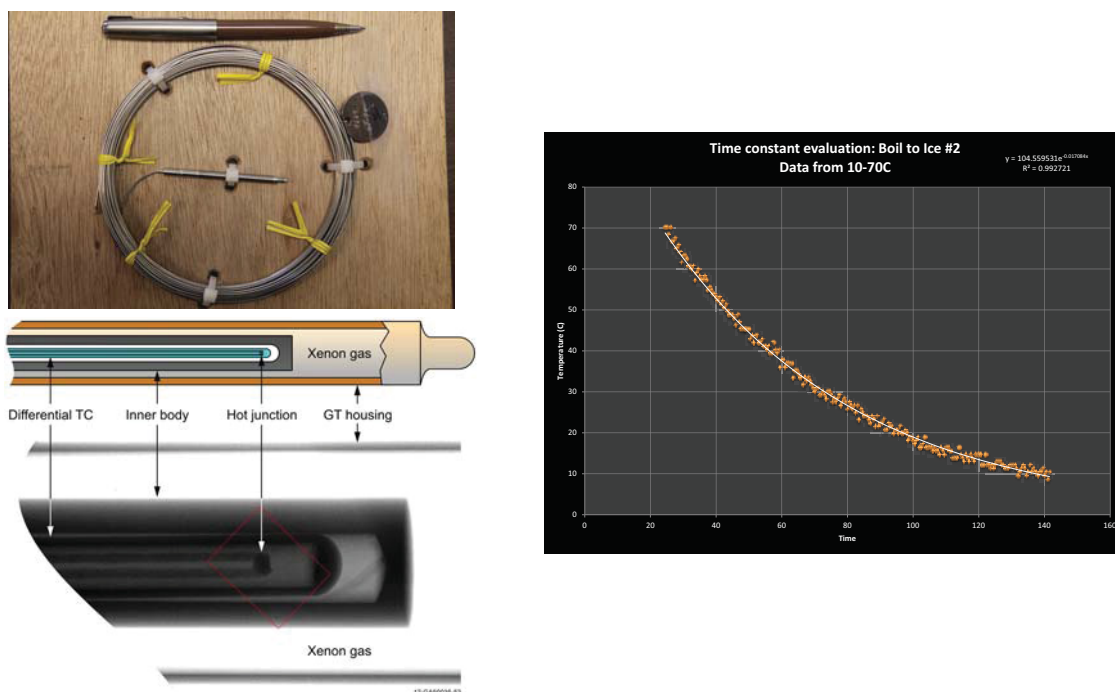 Xenon gas
Differential TC
Inner body
Hot junction
GT housing
Xenon gas
Time constant evaluation: Boil to Ice #2
Data from 10-70C
y = 104.559531e^-0.017084x
R² = 0.992721
Temperature (C)
80
70
60
50
40
30
20
10
0
0 20 40 60 80 100 120 140 160
Time